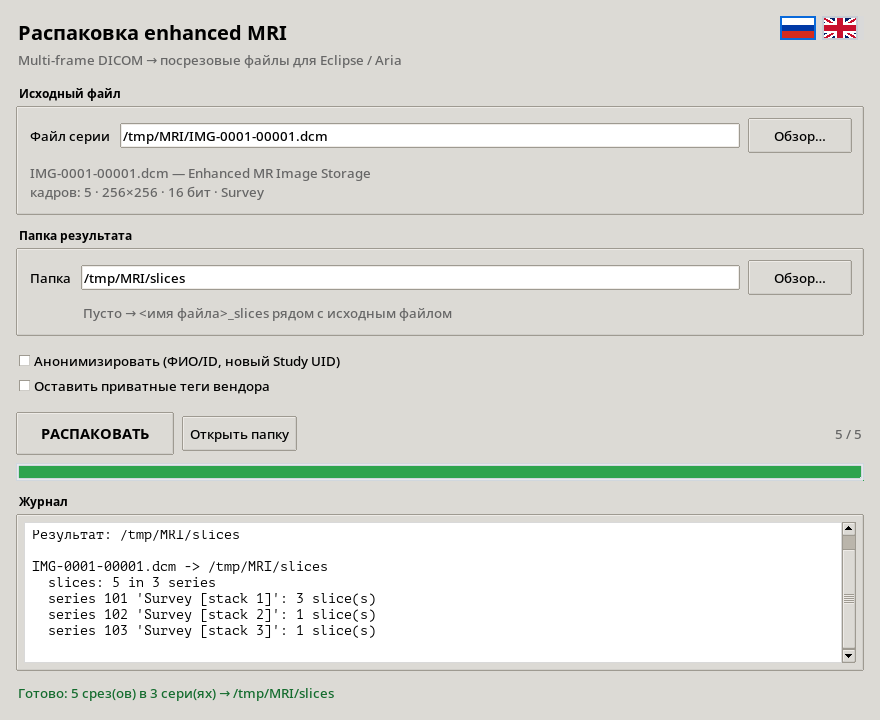 Распаковка enhanced MRI
Multi-frame DICOM → посрезовые файлы для Eclipse / Aria
Исходный файл
Файл серии /tmp/MRI/IMG-0001-00001.dcm Обзор...
IMG-0001-00001.dcm — Enhanced MR Image Storage
кадров: 5 · 256×256 · 16 бит · Survey
Папка результата
Папка /tmp/MRI/slices Обзор...
Пусто → <имя файла>_slices рядом с исходным файлом
Анонимизировать (ФИО/ID, новый Study UID)
Оставить приватные теги вендора
РАСПАКОВАТЬ Открыть папку 5 / 5
Журнал
Результат: /tmp/MRI/slices
IMG-0001-00001.dcm -> /tmp/MRI/slices
slices: 5 in 3 series
series 101 'Survey [stack 1]': 3 slice(s)
series 102 'Survey [stack 2]': 1 slice(s)
series 103 'Survey [stack 3]': 1 slice(s)
Готово: 5 срез(ов) в 3 сери(ях) → /tmp/MRI/slices